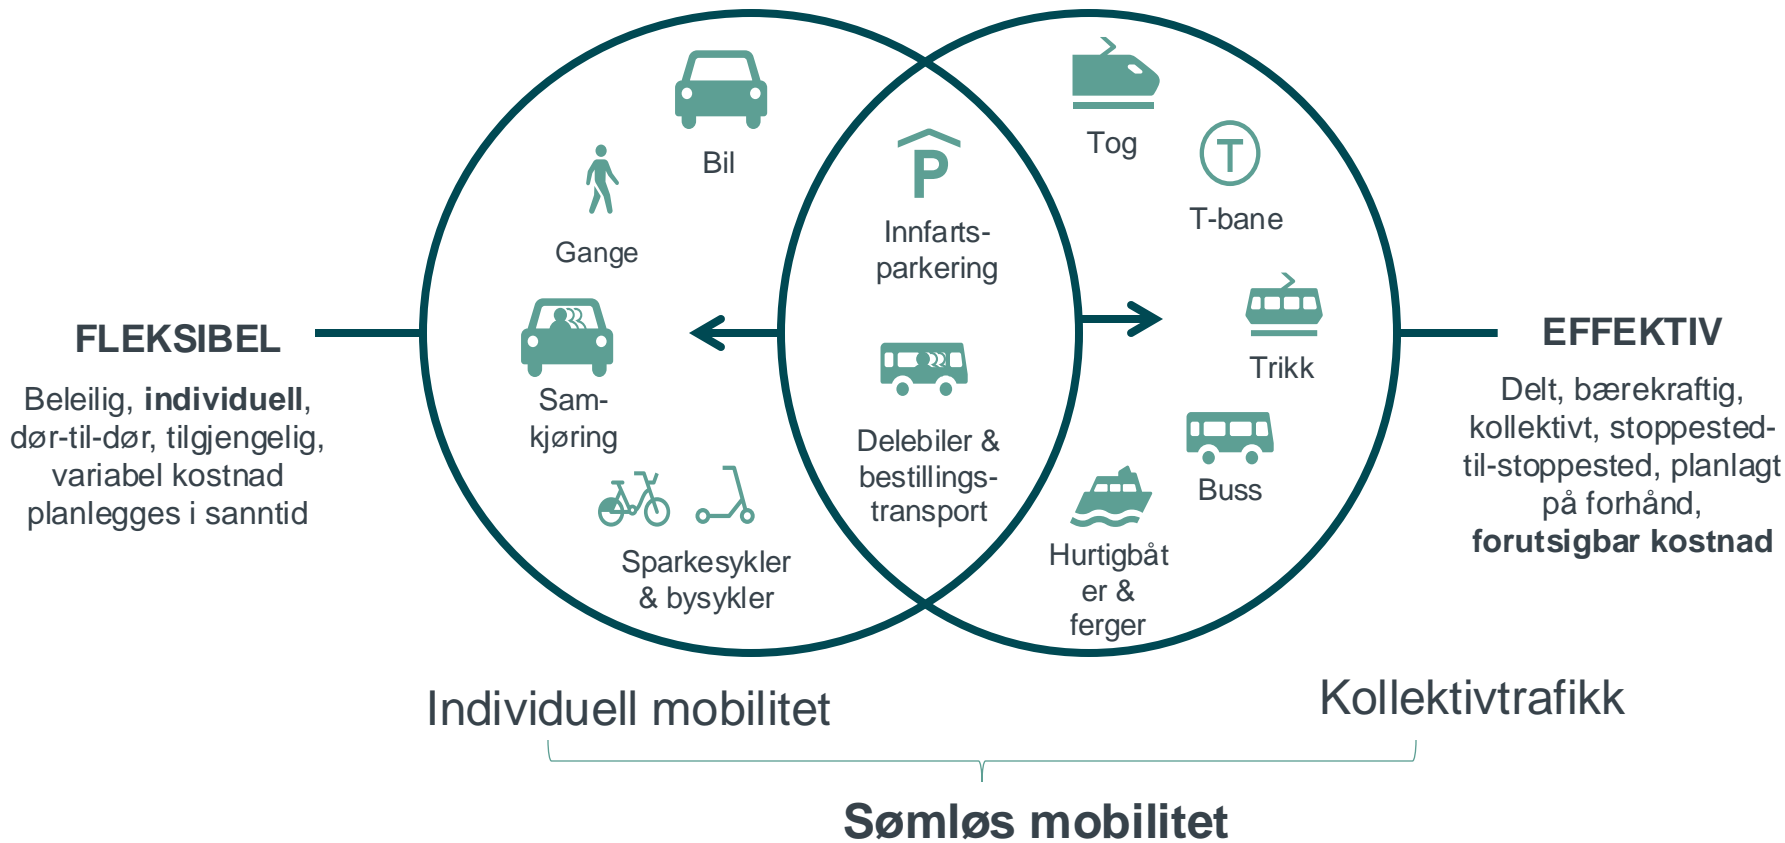 FLEKSIBEL
Beleilig, individuell,
dør-til-dør, tilgjengelig,
variabel kostnad
planlegges i sanntid
Bil
Gange
Sam-
kjøring
Sparkesykler
& bysykler
P
Innfarts-
parkering
Delebiler &
bestillings-
transport
Tog
T
T-bane
Trikk
Buss
Hurtigbåt
er &
ferger
EFFEKTIV
Delt, bærekraftig,
kollektivt, stoppested-
til-stoppested, planlagt
på forhånd,
forutsigbar kostnad
Individuell mobilitet
Kollektivtrafikk
Sømløs mobilitet